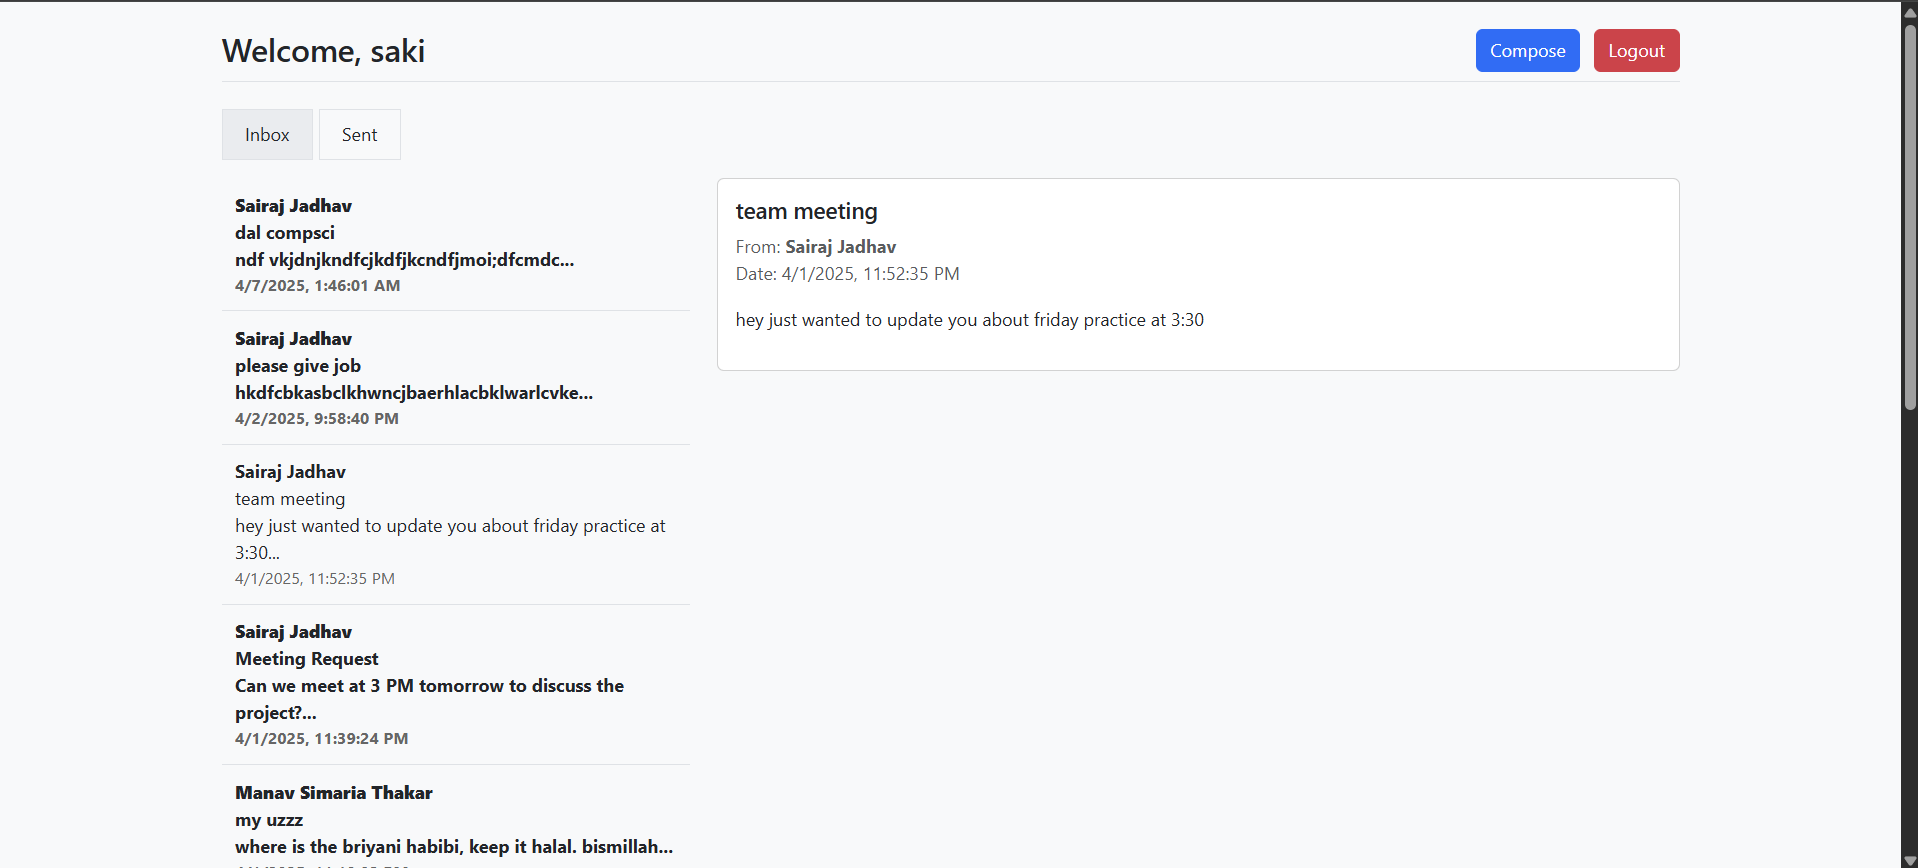 Welcome, saki
Compose
Logout
Inbox
Sent
Sairaj Jadhav
dal compsci
ndf vkjdnjkndfcjkdfjkcndfjmoi;dfcmdc...
4/7/2025, 1:46:01 AM
Sairaj Jadhav
please give job
hkdfcbkasbclkhwncjbaerhlacbklwarlcvke...
4/2/2025, 9:58:40 PM
Sairaj Jadhav
team meeting
hey just wanted to update you about friday practice at
3:30...
4/1/2025, 11:52:35 PM
Sairaj Jadhav
Meeting Request
Can we meet at 3 PM tomorrow to discuss the
project?...
4/1/2025, 11:39:24 PM
Manav Simaria Thakar
my uzzz
where is the briyani habibi, keep it halal. bismillah...
team meeting
From: Sairaj Jadhav
Date: 4/1/2025, 11:52:35 PM
hey just wanted to update you about friday practice at 3:30